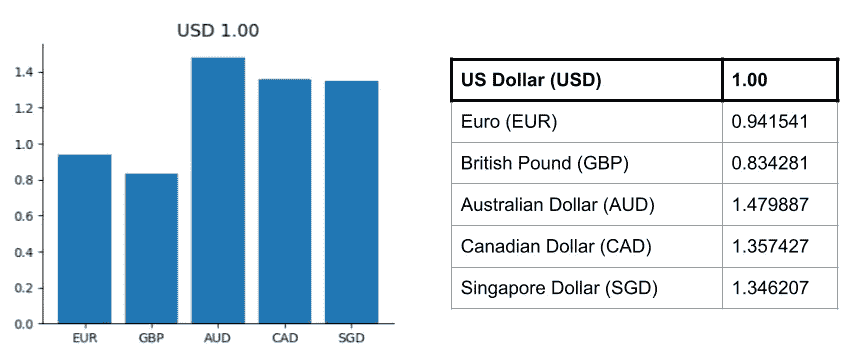 USD 1.00
1.4
1.2
1.0
0.8
0.6
0.4
0.2
0.0
EUR GBP AUD CAD SGD
US Dollar (USD) 1.00
Euro (EUR) 0.941541
British Pound (GBP) 0.834281
Australian Dollar (AUD) 1.479887
Canadian Dollar (CAD) 1.357427
Singapore Dollar (SGD) 1.346207